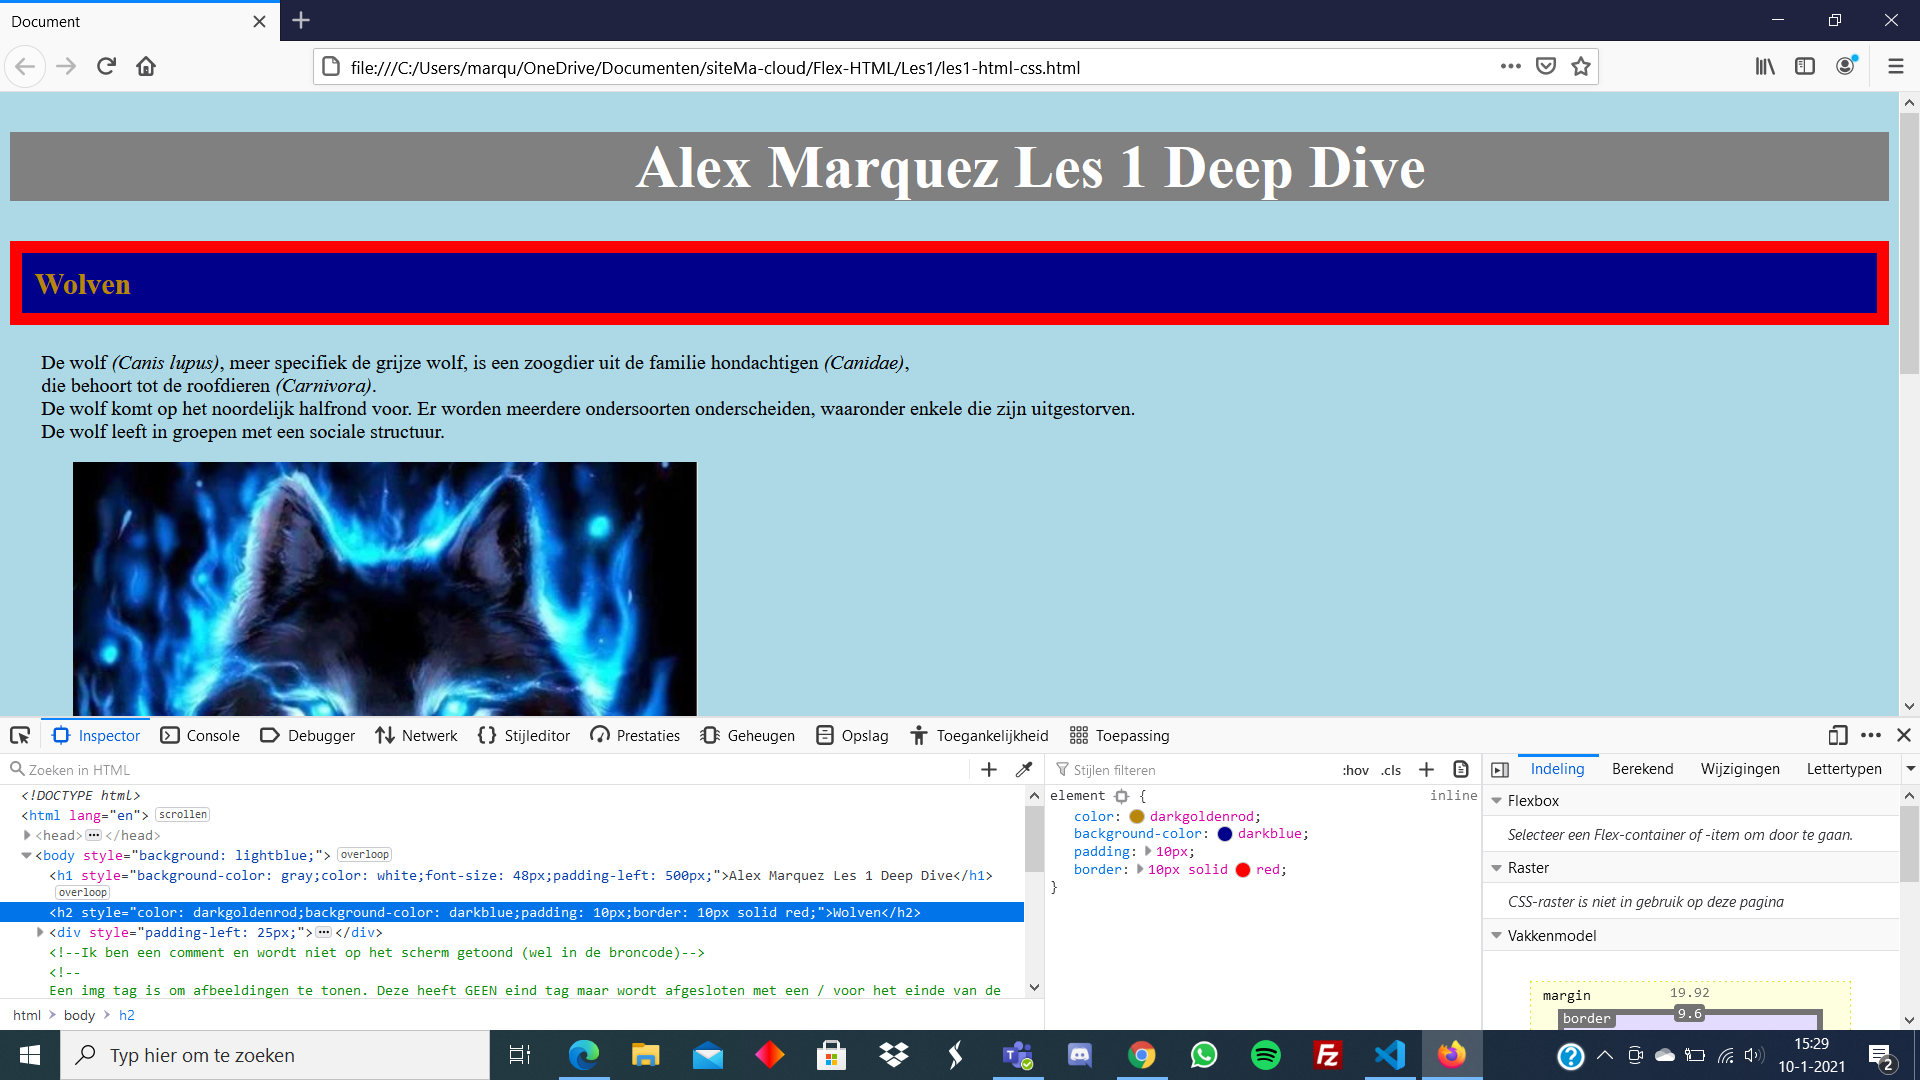 Document
file:///C:/Users/marqu/OneDrive/Documenten/siteMa-cloud/Flex-HTML/Les1/les1-html-css.html
Alex Marquez Les 1 Deep Dive
Wolven
De wolf (Canis lupus), meer specifiek de grijze wolf, is een zoogdier uit de familie hondachtigen (Canidae),
die behoort tot de roofdieren (Carnivora).
De wolf komt op het noordelijk halfrond voor. Er worden meerdere ondersoorten onderscheiden, waaronder enkele die zijn uitgestorven.
De wolf leeft in groepen met een sociale structuur.
Inspector Console Debugger Netwerk Stijleditor Prestaties Geheugen Opslag Toegankelijkheid Toepassing
Zoeken in HTML
<!DOCTYPE html>
<html lang="en"> scrollen
<head> ··· </head>
<body style="background: lightblue;"> overloop
<h1 style="background-color: gray;color: white;font-size: 48px;padding-left: 500px;">Alex Marquez Les 1 Deep Dive</h1>
overloop
<h2 style="color: darkgoldenrod;background-color: darkblue;padding: 10px;border: 10px solid red;">Wolven</h2>
<div style="padding-left: 25px;"> ··· </div>
<!--Ik ben een comment en wordt niet op het scherm getoond (wel in de broncode)-->
<!--
Een img tag is om afbeeldingen te tonen. Deze heeft GEEN eind tag maar wordt afgesloten met een / voor het einde van de
html > body > h2
Stijlen filteren :hov .cls
element { inline
color: darkgoldenrod;
background-color: darkblue;
padding: 10px;
border: 10px solid red;
}
Indeling Berekend Wijzigingen Lettertypen
Flexbox
Selecteer een Flex-container of -item om door te gaan.
Raster
CSS-raster is niet in gebruik op deze pagina
Vakkenmodel
margin 19.92
border 9.6
Typ hier om te zoeken
15:29
10-1-2021
2